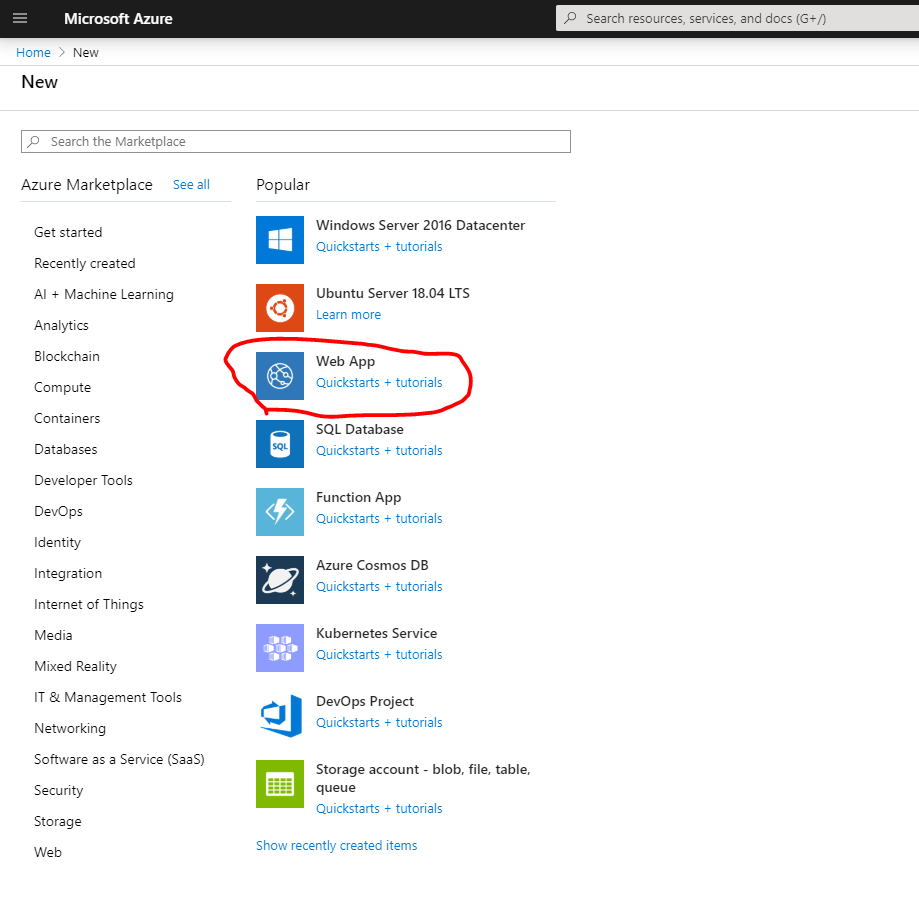 Microsoft Azure
Search resources, services, and docs (G+/)
Home > New
New
Search the Marketplace
Azure Marketplace See all
Get started
Recently created
AI + Machine Learning
Analytics
Blockchain
Compute
Containers
Databases
Developer Tools
DevOps
Identity
Integration
Internet of Things
Media
Mixed Reality
IT & Management Tools
Networking
Software as a Service (SaaS)
Security
Storage
Web
Popular
Windows Server 2016 Datacenter
Quickstarts + tutorials
Ubuntu Server 18.04 LTS
Learn more
Web App
Quickstarts + tutorials
SQL
SQL Database
Quickstarts + tutorials
Function App
Quickstarts + tutorials
Azure Cosmos DB
Quickstarts + tutorials
Kubernetes Service
Quickstarts + tutorials
DevOps Project
Quickstarts + tutorials
Storage account - blob, file, table,
queue
Quickstarts + tutorials
Show recently created items